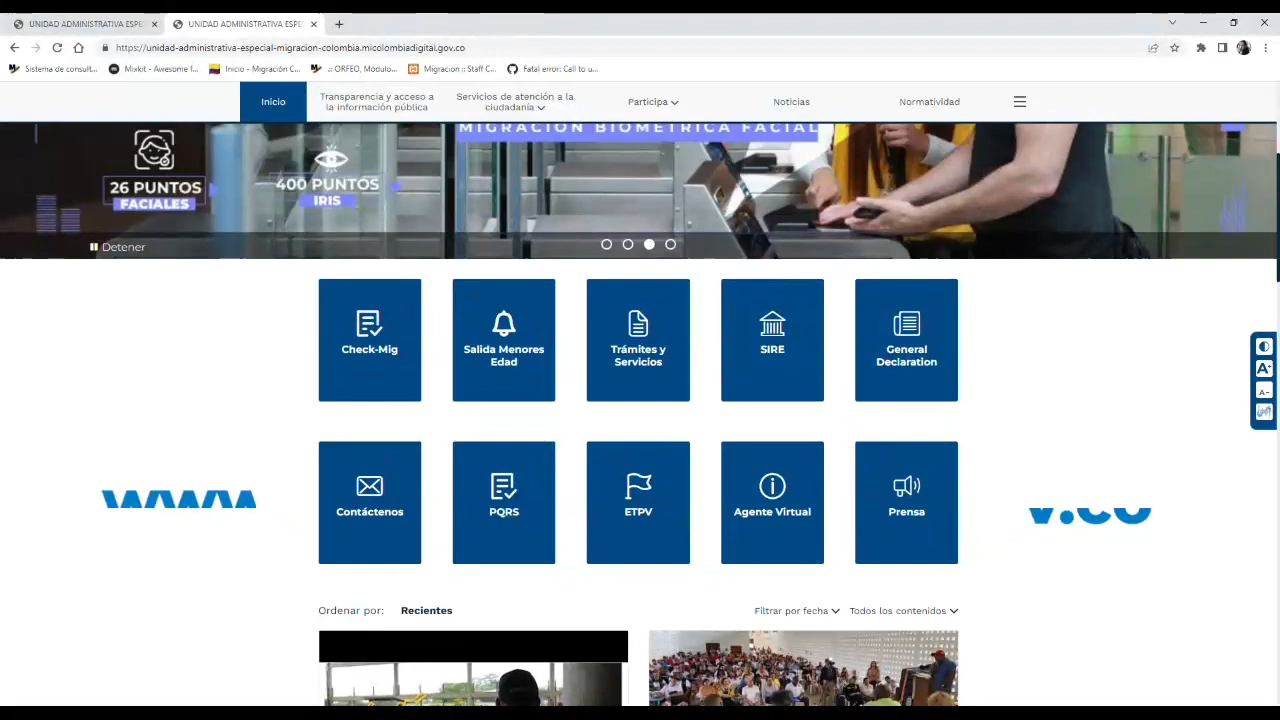 UNIDAD ADMINISTRATIVA ESPE
UNIDAD ADMINISTRATIVA ESPE
https://unidad-administrativa-especial-migracion-colombia.micolombiadigital.gov.co
Sistema de consult...
Mixkit - Awesome f...
Inicio - Migración C...
.:: ORFEO, Módulo...
Migracion :: Staff C...
Fatal error: Call to u...
Inicio
Transparencia y acceso a
la información pública
Servicios de atención a la
ciudadanía
Participa
Noticias
Normatividad
MIGRACIÓN BIOMÉTRICA FACIAL
26 PUNTOS
FACIALES
400 PUNTOS
IRIS
Detener
Check-Mig
Salida Menores
Edad
Trámites y
Servicios
SIRE
General
Declaration
A+
A-
Contáctenos
PQRS
ETPV
Agente Virtual
Prensa
www
v.co
Ordenar por: Recientes
Filtrar por fecha
Todos los contenidos